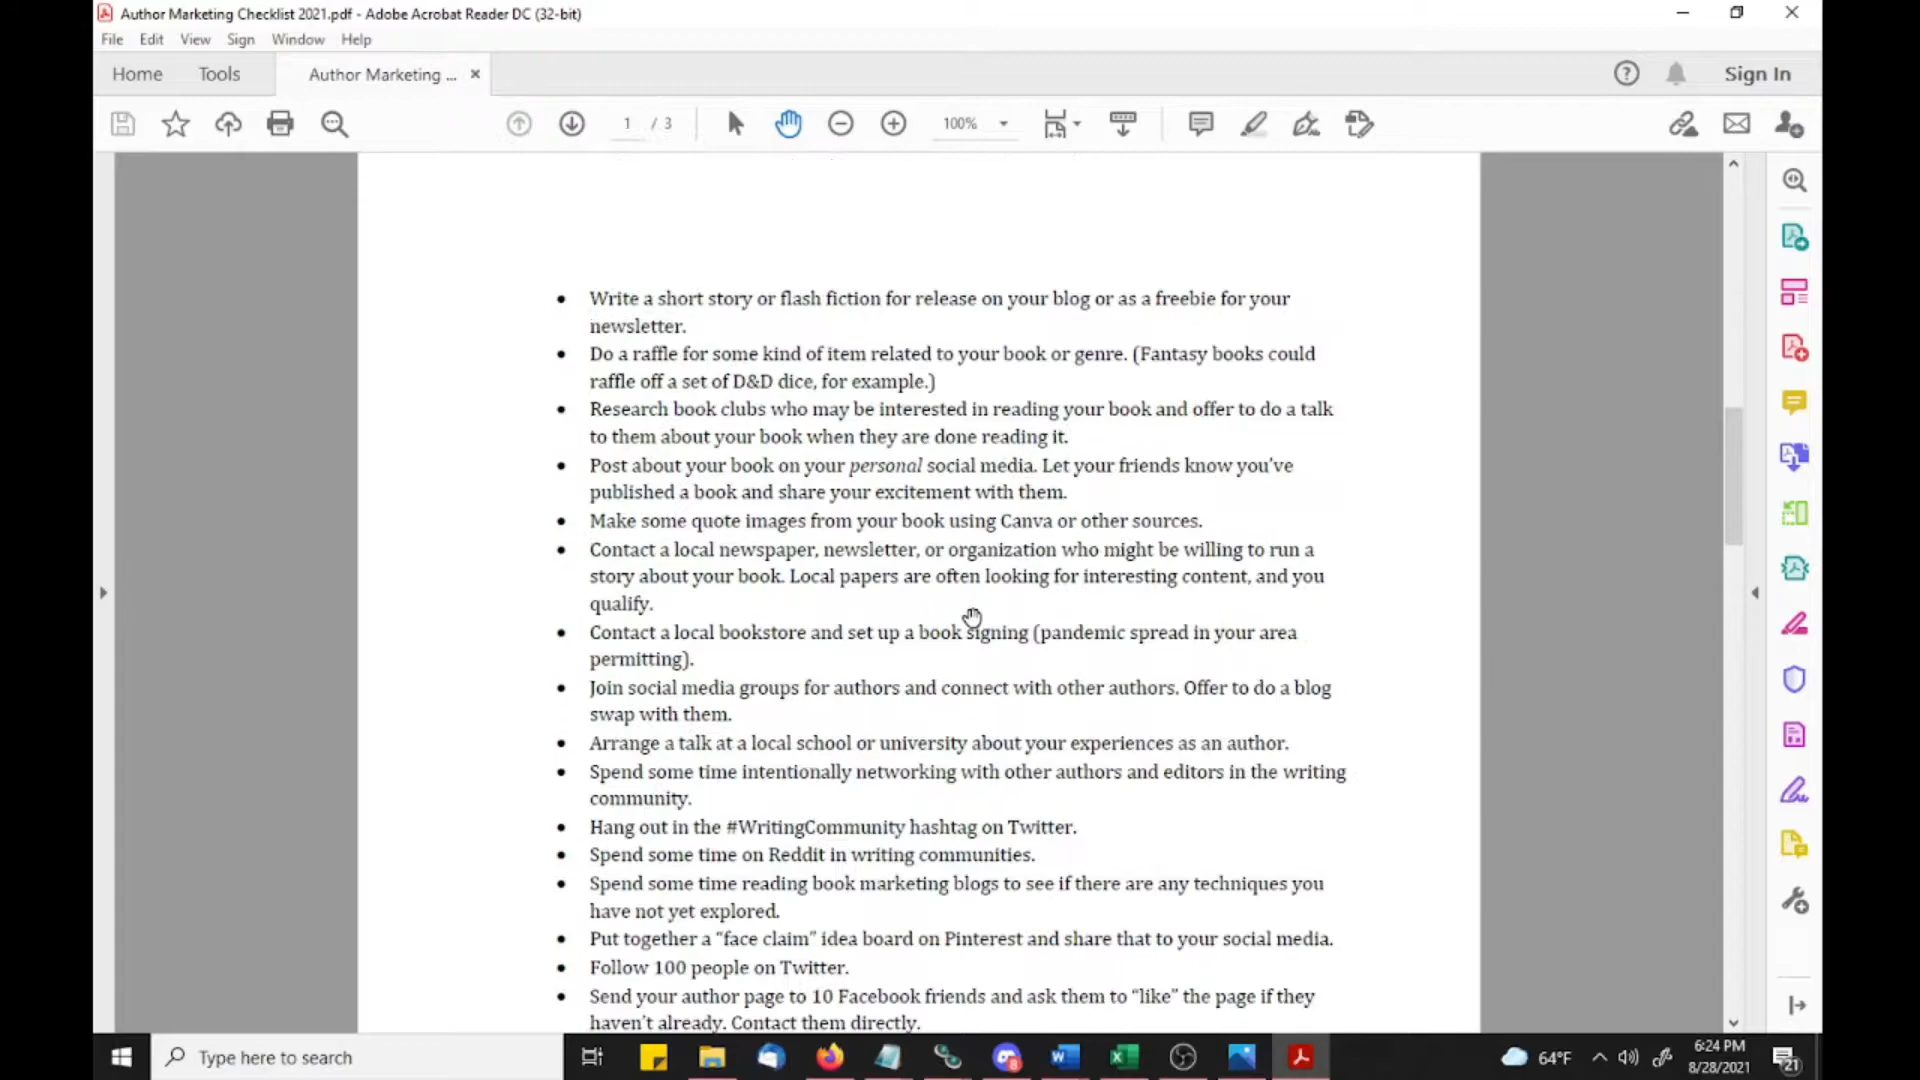 Author Marketing Checklist 2021.pdf - Adobe Acrobat Reader DC (32-bit)
File Edit View Sign Window Help
Home Tools Author Marketing ... × Sign In
1 / 3 100%
• Write a short story or flash fiction for release on your blog or as a freebie for your
newsletter.
• Do a raffle for some kind of item related to your book or genre. (Fantasy books could
raffle off a set of D&D dice, for example.)
• Research book clubs who may be interested in reading your book and offer to do a talk
to them about your book when they are done reading it.
• Post about your book on your personal social media. Let your friends know you've
published a book and share your excitement with them.
• Make some quote images from your book using Canva or other sources.
• Contact a local newspaper, newsletter, or organization who might be willing to run a
story about your book. Local papers are often looking for interesting content, and you
qualify.
• Contact a local bookstore and set up a book signing (pandemic spread in your area
permitting).
• Join social media groups for authors and connect with other authors. Offer to do a blog
swap with them.
• Arrange a talk at a local school or university about your experiences as an author.
• Spend some time intentionally networking with other authors and editors in the writing
community.
• Hang out in the #WritingCommunity hashtag on Twitter.
• Spend some time on Reddit in writing communities.
• Spend some time reading book marketing blogs to see if there are any techniques you
have not yet explored.
• Put together a "face claim" idea board on Pinterest and share that to your social media.
• Follow 100 people on Twitter.
• Send your author page to 10 Facebook friends and ask them to "like" the page if they
haven't already. Contact them directly.
Type here to search
64°F
6:24 PM
8/28/2021
21